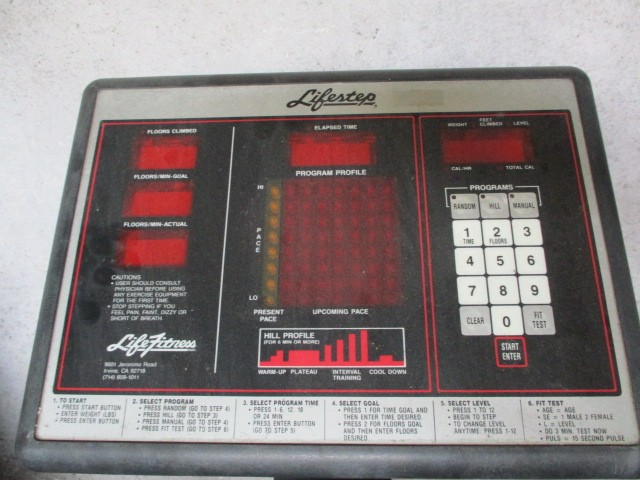 Lifestep
FLOORS CLIMBED
FLOORS/MIN-GOAL
FLOORS/MIN-ACTUAL
CAUTIONS
• USER SHOULD CONSULT
PHYSICIAN BEFORE USING
ANY EXERCISE EQUIPMENT
FOR THE FIRST TIME.
• STOP STEPPING IF YOU
FEEL PAIN, FAINT, DIZZY OR
SHORT OF BREATH.
Life Fitness
9601 Jeronimo Road
Irvine, CA 92718
(714)
ELAPSED TIME
PROGRAM PROFILE
HI
PACE
LO
PRESENT PACE
UPCOMING PACE
HILL PROFILE
(FOR 6 MIN OR MORE)
WARM-UP PLATEAU INTERVAL TRAINING COOL DOWN
WEIGHT FEET CLIMBED LEVEL
CAL/HR TOTAL CAL
PROGRAMS
RANDOM HILL MANUAL
1 TIME 2 FLOORS 3
4 5 6
7 8 9
CLEAR 0 FIT TEST
START
ENTER
1. TO START
• PRESS START BUTTON
• ENTER WEIGHT (LBS)
• PRESS ENTER BUTTON
2. SELECT PROGRAM
• PRESS RANDOM (GO TO STEP 4)
• PRESS HILL (GO TO STEP 3)
• PRESS MANUAL (GO TO STEP 4)
• PRESS FIT TEST (GO TO STEP 6)
3. SELECT PROGRAM TIME
• PRESS 1-6, 12, 18
OR 24 MIN
• PRESS ENTER BUTTON
(GO TO STEP 5)
4. SELECT GOAL
• PRESS 1 FOR TIME GOAL AND
THEN ENTER TIME DESIRED
• PRESS 2 FOR FLOORS GOAL
AND THEN ENTER FLOORS
DESIRED
5. SELECT LEVEL
• PRESS 1 TO 12
• BEGIN TO STEP
• TO CHANGE LEVEL
ANYTIME: PRESS 1-12
6. FIT TEST
• AGE = AGE
• SE = 1 MALE 2 FEMALE
• L = LEVEL
• DO 3 MIN. TEST NOW
• PULS = 15 SECOND PULSE